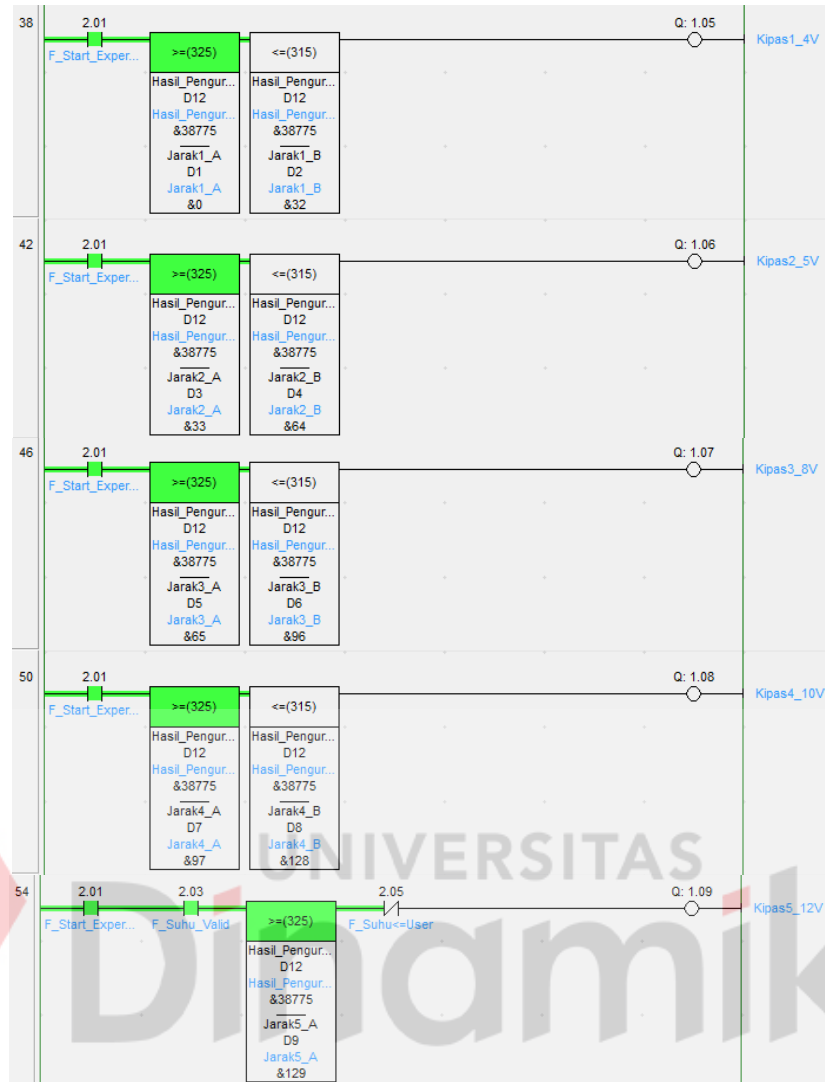 38
2.01
Q: 1.05
F_Start_Exper...
>=(325)
<=(315)
Kipas1_4V
Hasil_Pengur... Hasil_Pengur...
D12 D12
Hasil_Pengur... Hasil_Pengur...
&38775 &38775
Jarak1_A Jarak1_B
D1 D2
Jarak1_A Jarak1_B
&0 &32
42
2.01
Q: 1.06
F_Start_Exper...
>=(325)
<=(315)
Kipas2_5V
Hasil_Pengur... Hasil_Pengur...
D12 D12
Hasil_Pengur... Hasil_Pengur...
&38775 &38775
Jarak2_A Jarak2_B
D3 D4
Jarak2_A Jarak2_B
&33 &64
46
2.01
Q: 1.07
F_Start_Exper...
>=(325)
<=(315)
Kipas3_8V
Hasil_Pengur... Hasil_Pengur...
D12 D12
Hasil_Pengur... Hasil_Pengur...
&38775 &38775
Jarak3_A Jarak3_B
D5 D6
Jarak3_A Jarak3_B
&65 &96
50
2.01
Q: 1.08
F_Start_Exper...
>=(325)
<=(315)
Kipas4_10V
Hasil_Pengur... Hasil_Pengur...
D12 D12
Hasil_Pengur... Hasil_Pengur...
&38775 &38775
Jarak4_A Jarak4_B
D7 D8
Jarak4_A Jarak4_B
&97 &128
UNIVERSITAS
Dinamik
54
2.01 2.03 2.05
Q: 1.09
F_Start_Exper... F_Suhu_Valid
>=(325)
F_Suhu<=User
Kipas5_12V
Hasil_Pengur...
D12
Hasil_Pengur...
&38775
Jarak5_A
D9
Jarak5_A
&129